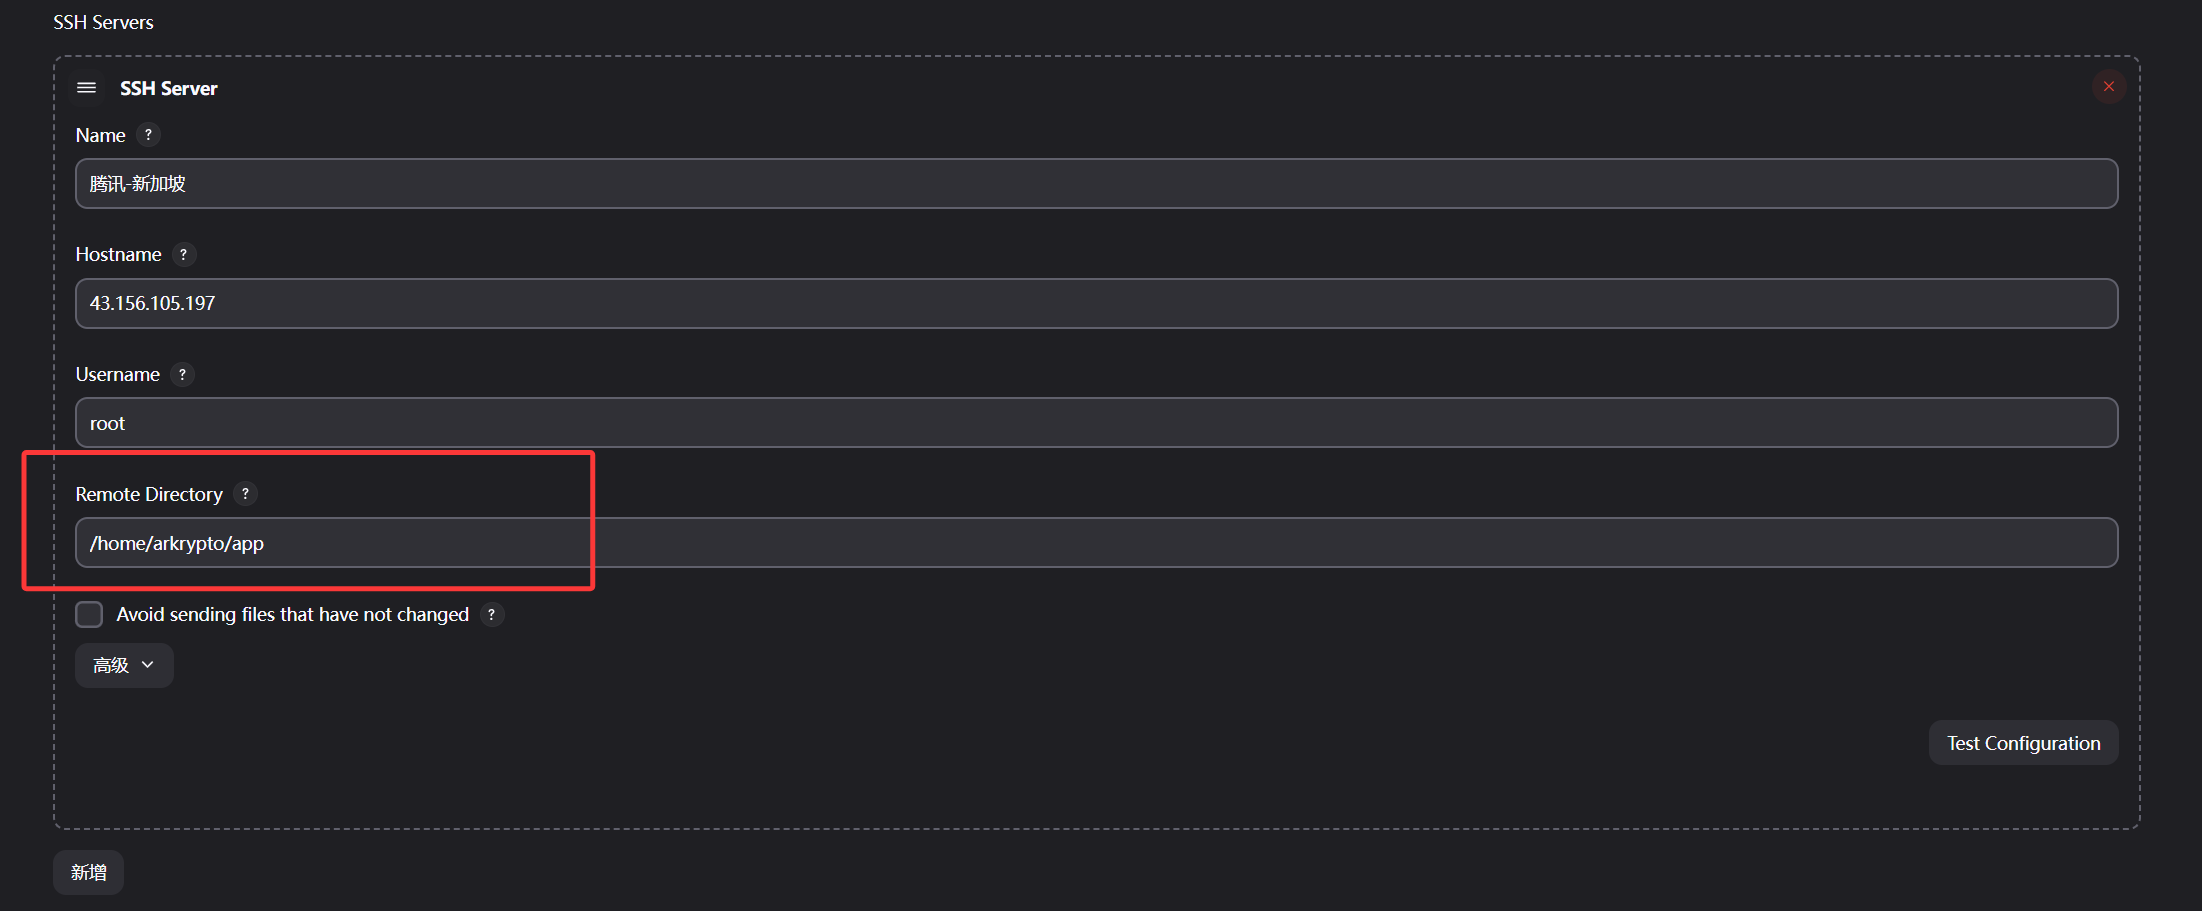 SSH Servers
SSH Server
Name ?
腾讯-新加坡
Hostname ?
43.156.105.197
Username ?
root
Remote Directory ?
/home/arkrypto/app
Avoid sending files that have not changed ?
高级
Test Configuration
新增